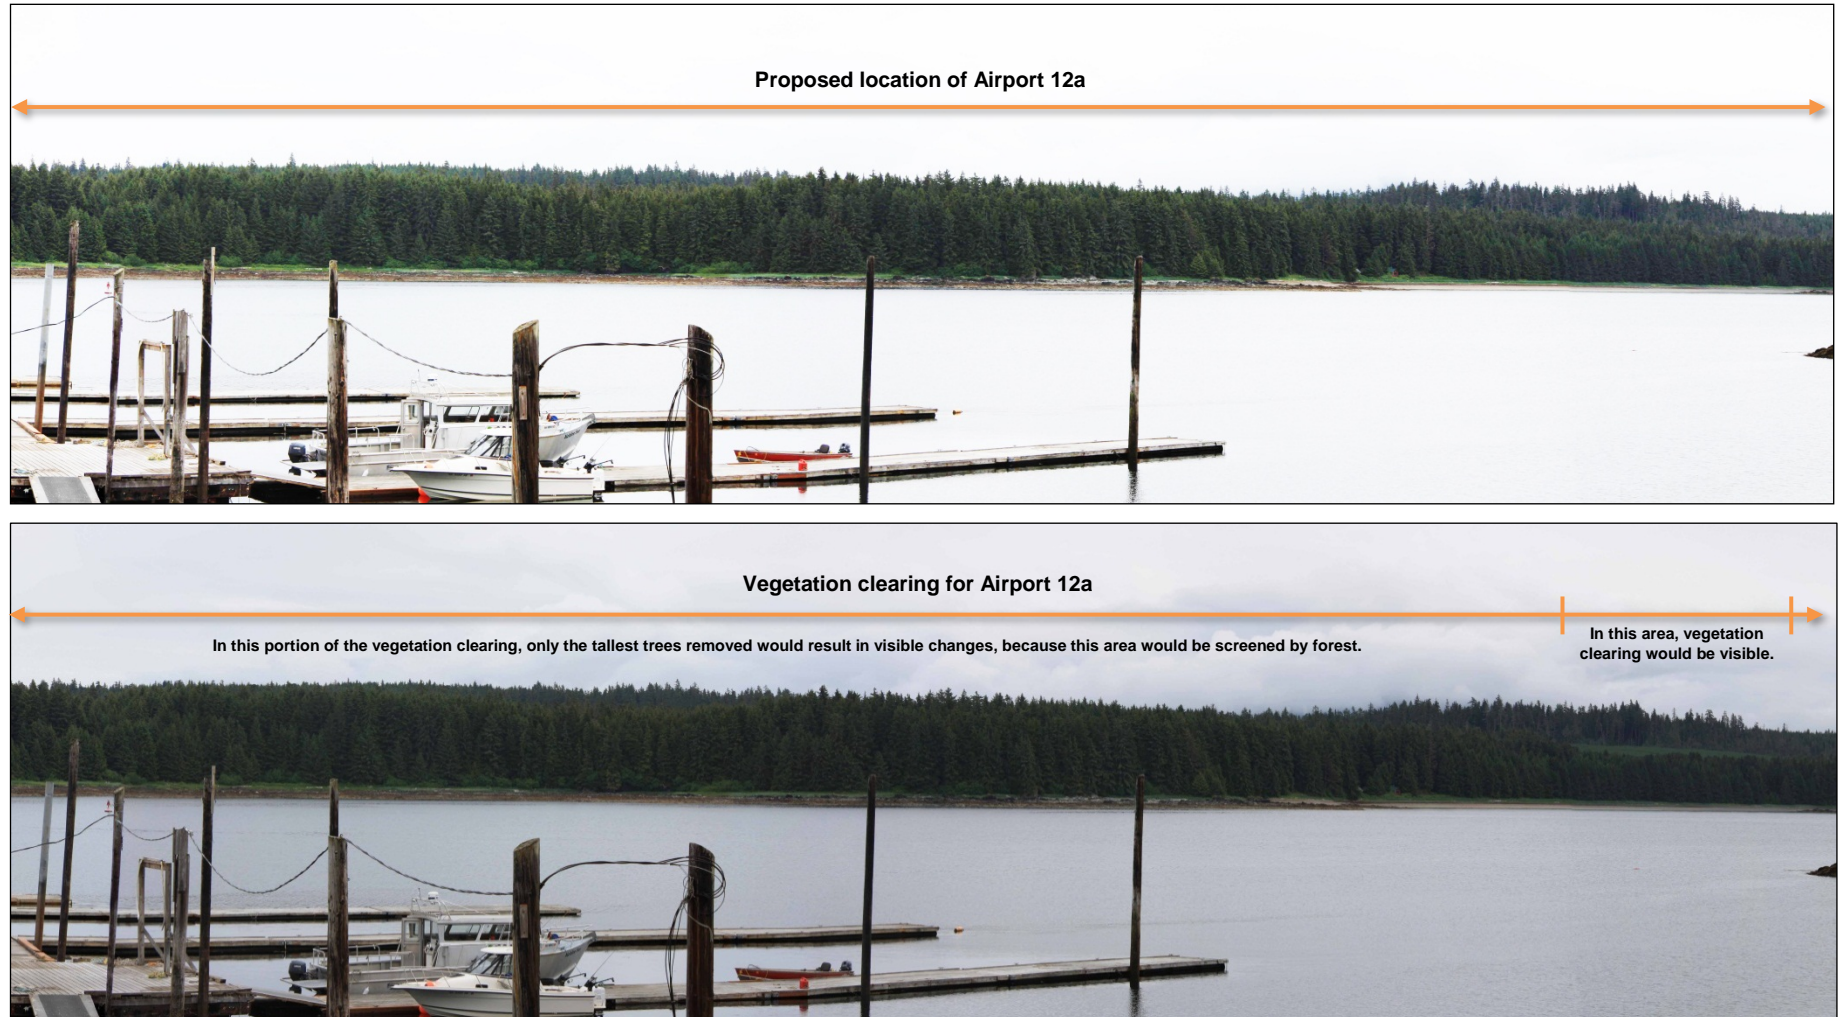 Proposed location of Airport 12a
Vegetation clearing for Airport 12a
In this portion of the vegetation clearing, only the tallest trees removed would result in visible changes, because this area would be screened by forest.
In this area, vegetation
clearing would be visible.